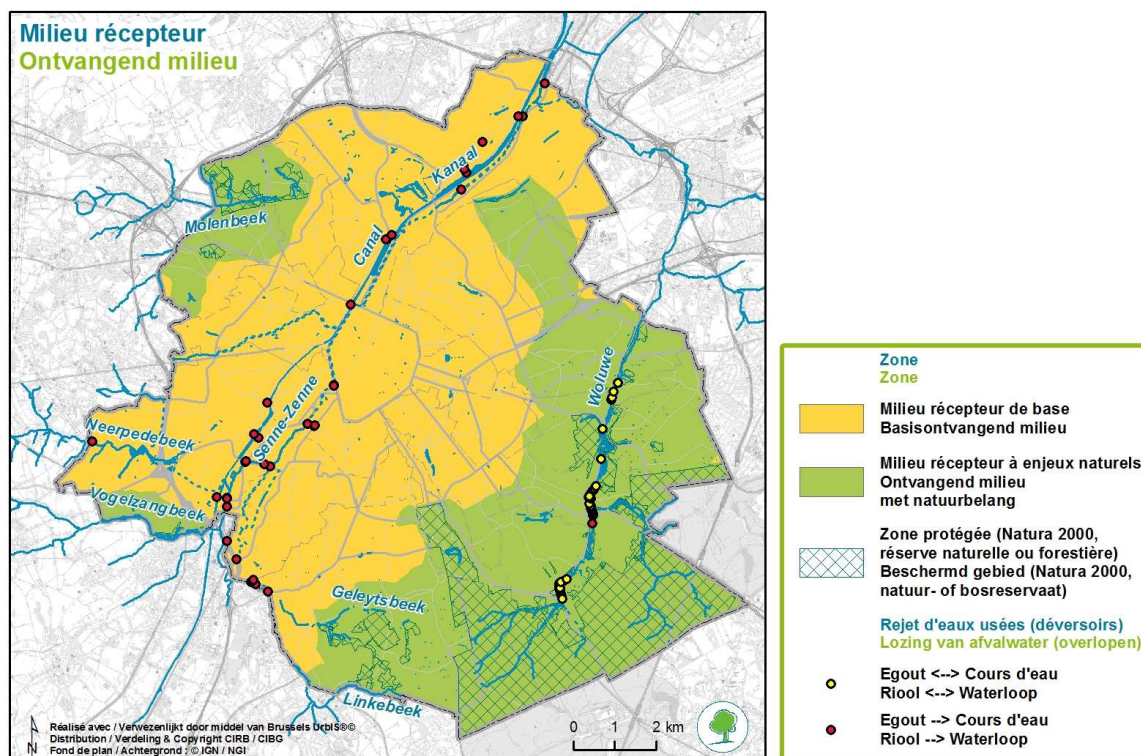 Milieu récepteur
Ontvangend milieu
Molenbeek
Kanaal
Canal
Woluwe
Senne-Zenne
Neerpedebeek
Vogelzangbeek
Geleytsbeek
Linkebeek
N
Réalisé avec / Verwezenlijkt door middel van Brussels UrbIS®©
Distribution / Verdeling & Copyright CIRB / CIBG
Fond de plan / Achtergrond : © IGN / NGI
0 1 2 km
Zone
Zone
Milieu récepteur de base
Basisontvangend milieu
Milieu récepteur à enjeux naturels
Ontvangend milieu
met natuurbelang
Zone protégée (Natura 2000,
réserve naturelle ou forestière)
Beschermd gebied (Natura 2000,
natuur- of bosreservaat)
Rejet d'eaux usées (déversoirs)
Lozing van afvalwater (overlopen)
Egout <--> Cours d'eau
Riool <--> Waterloop
Egout --> Cours d'eau
Riool --> Waterloop